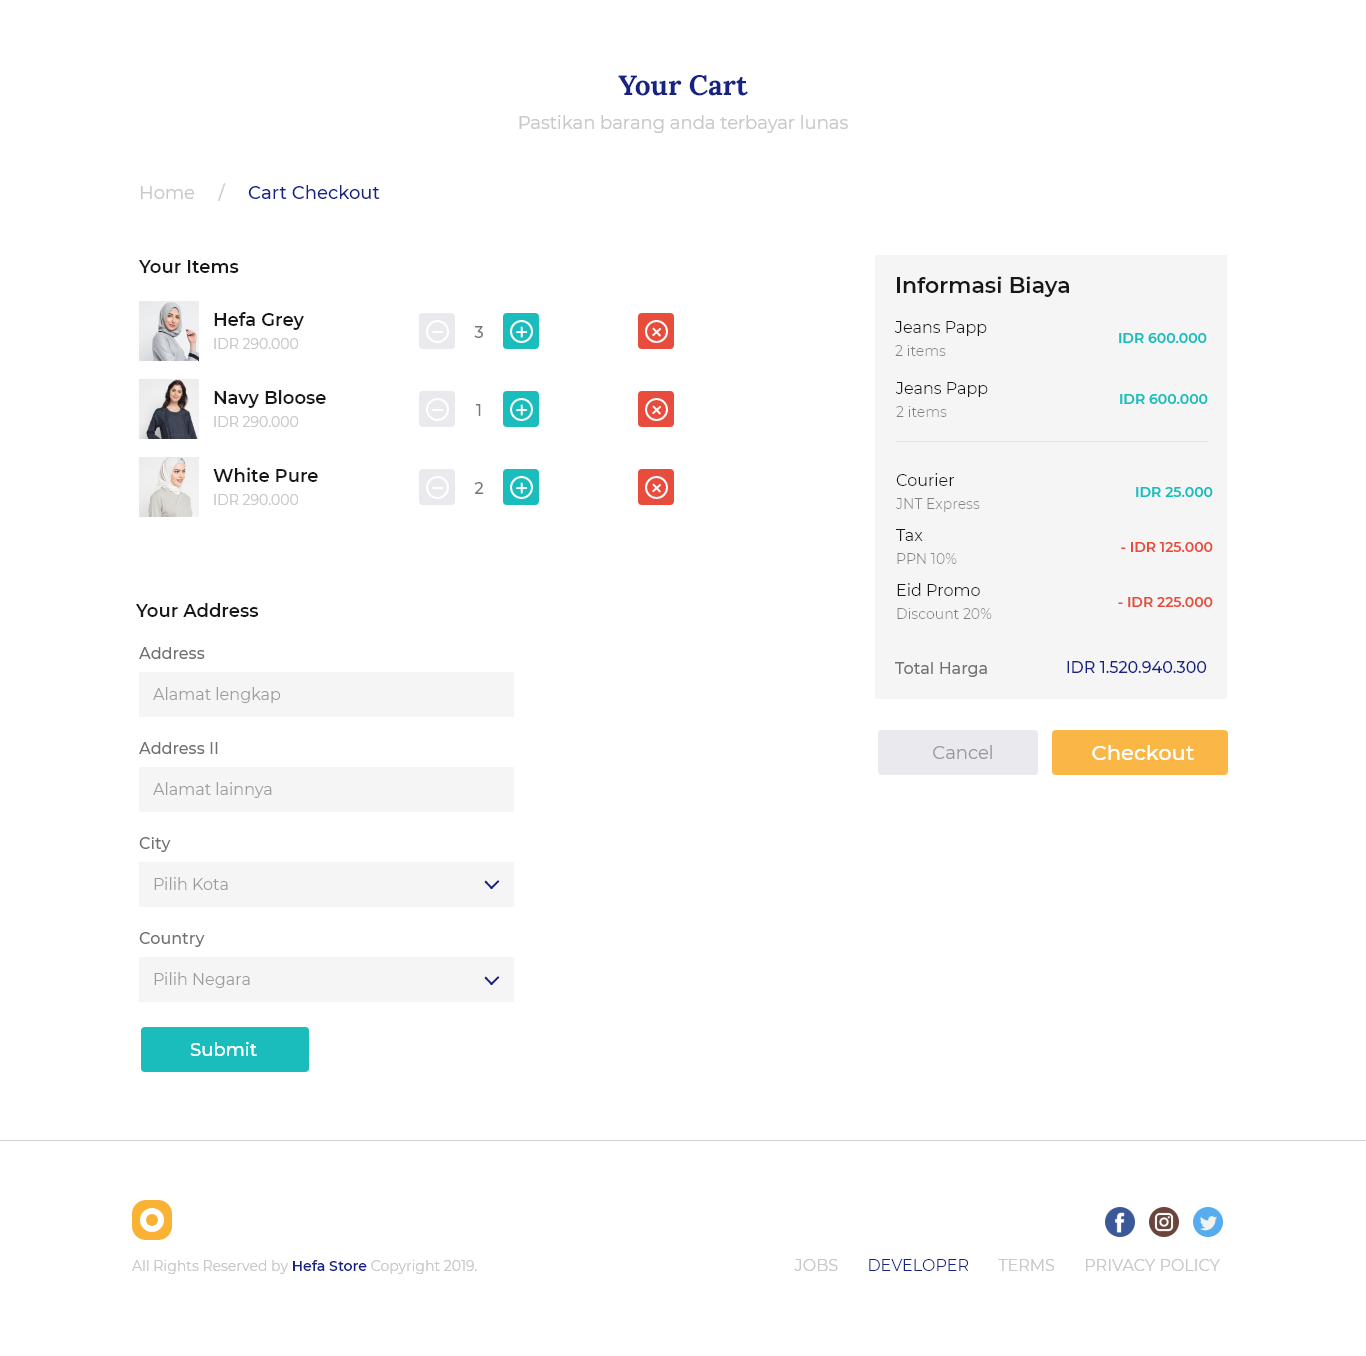 Your Cart
Pastikan barang anda terbayar lunas
Home / Cart Checkout
Your Items
Hefa Grey
IDR 290.000
3
Navy Bloose
IDR 290.000
1
White Pure
IDR 290.000
2
Your Address
Address
Alamat lengkap
Address II
Alamat lainnya
City
Pilih Kota
Country
Pilih Negara
Submit
Informasi Biaya
Jeans Papp
2 items
IDR 600.000
Jeans Papp
2 items
IDR 600.000
Courier
JNT Express
IDR 25.000
Tax
PPN 10%
- IDR 125.000
Eid Promo
Discount 20%
- IDR 225.000
Total Harga IDR 1.520.940.300
Cancel Checkout
All Rights Reserved by Hefa Store Copyright 2019.
JOBS DEVELOPER TERMS PRIVACY POLICY